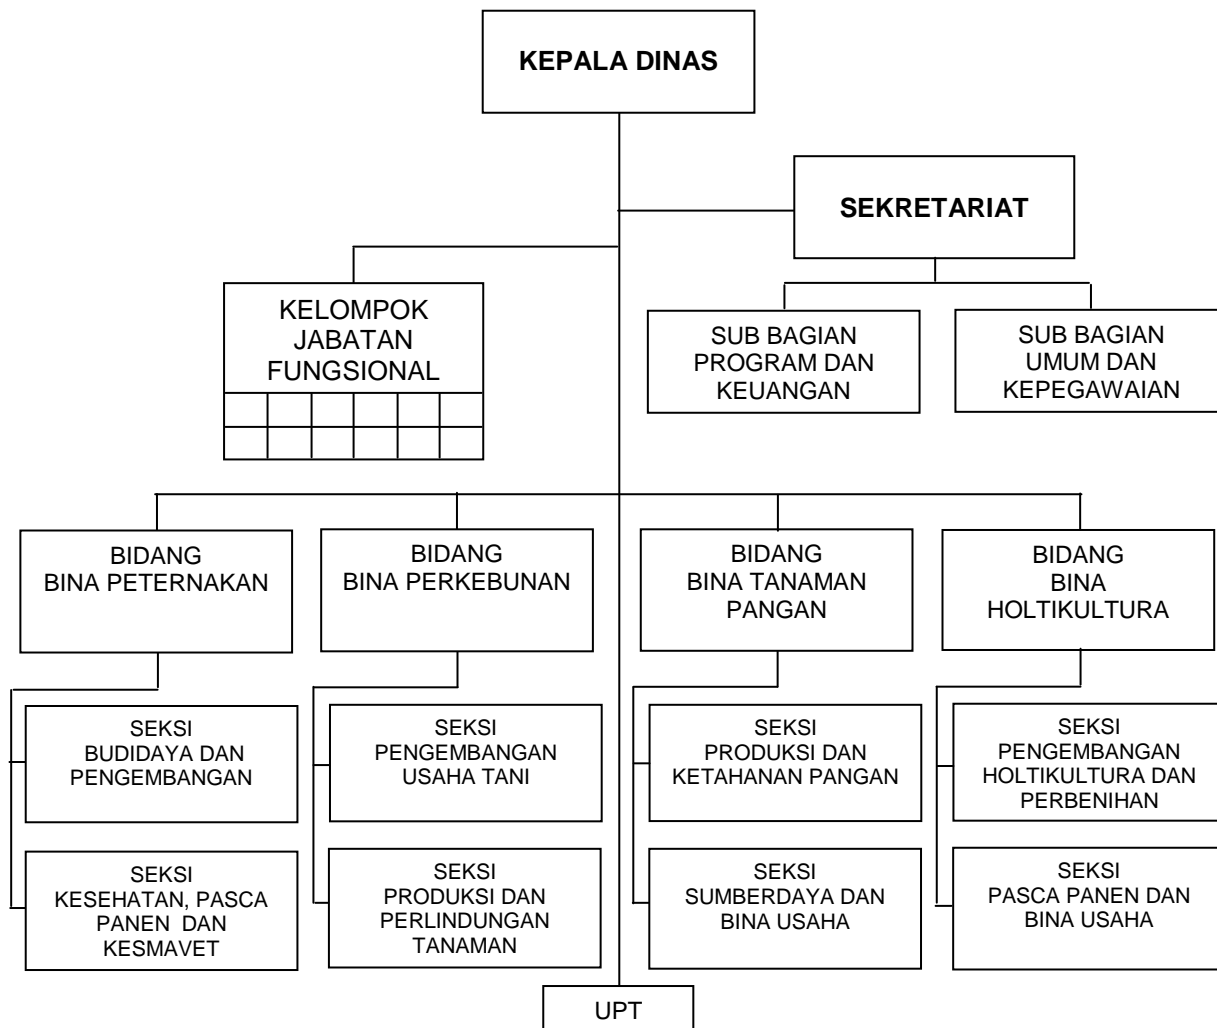 KEPALA DINAS
SEKRETARIAT
KELOMPOK
JABATAN
FUNGSIONAL
SUB BAGIAN
PROGRAM DAN
KEUANGAN
SUB BAGIAN
UMUM DAN
KEPEGAWAIAN
BIDANG
BINA PETERNAKAN
BIDANG
BINA PERKEBUNAN
BIDANG
BINA TANAMAN
PANGAN
BIDANG
BINA
HOLTIKULTURA
SEKSI
BUDIDAYA DAN
PENGEMBANGAN
SEKSI
PENGEMBANGAN
USAHA TANI
SEKSI
PRODUKSI DAN
KETAHANAN PANGAN
SEKSI
PENGEMBANGAN
HOLTIKULTURA DAN
PERBENIHAN
SEKSI
KESEHATAN, PASCA
PANEN DAN
KESMAVET
SEKSI
PRODUKSI DAN
PERLINDUNGAN
TANAMAN
SEKSI
SUMBERDAYA DAN
BINA USAHA
SEKSI
PASCA PANEN DAN
BINA USAHA
UPT